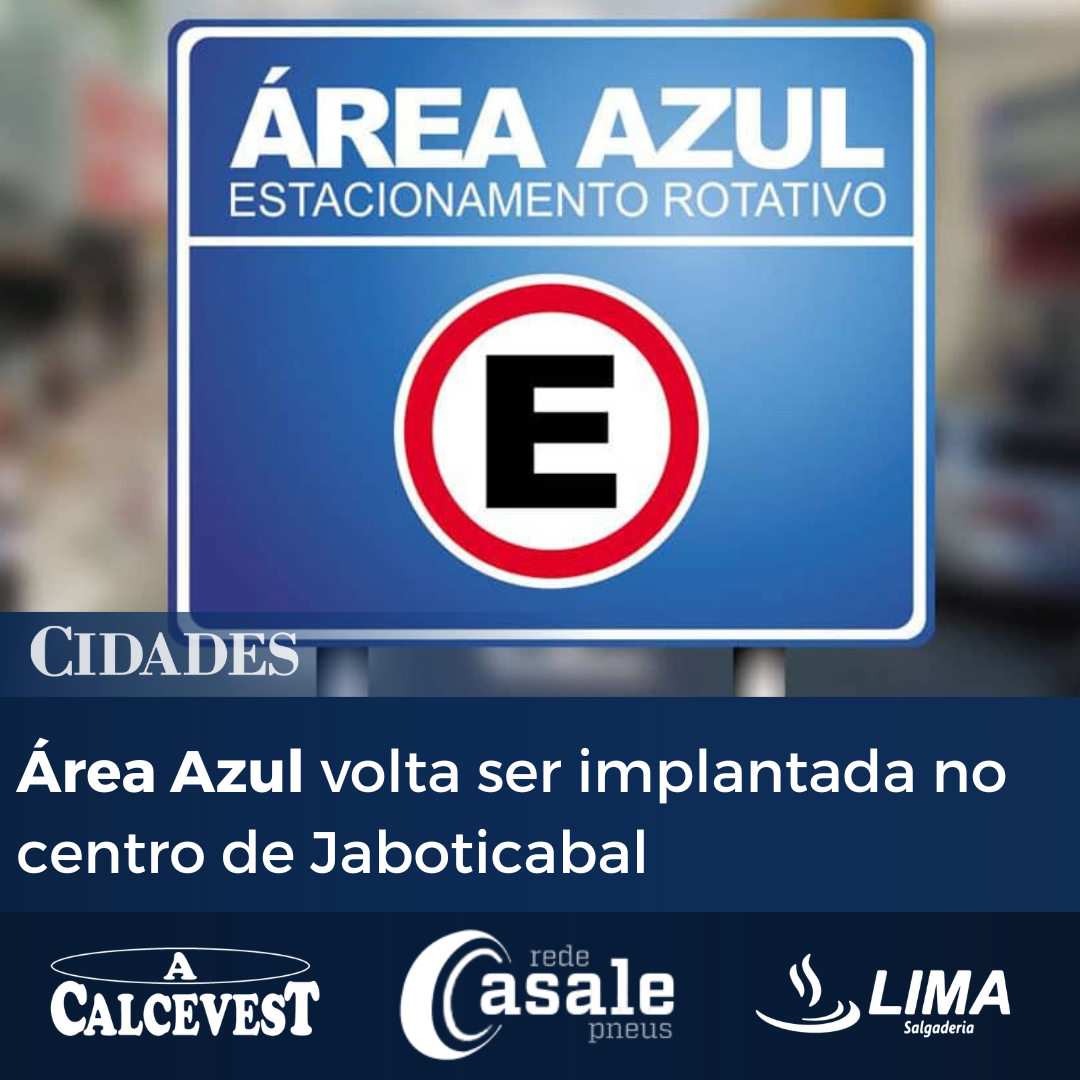 ÁREA AZUL
ESTACIONAMENTO ROTATIVO
E
CIDADES
Área Azul volta ser implantada no
centro de Jaboticabal
A
CALCEVEST
rede
Casale
pneus
LIMA
Salgaderia